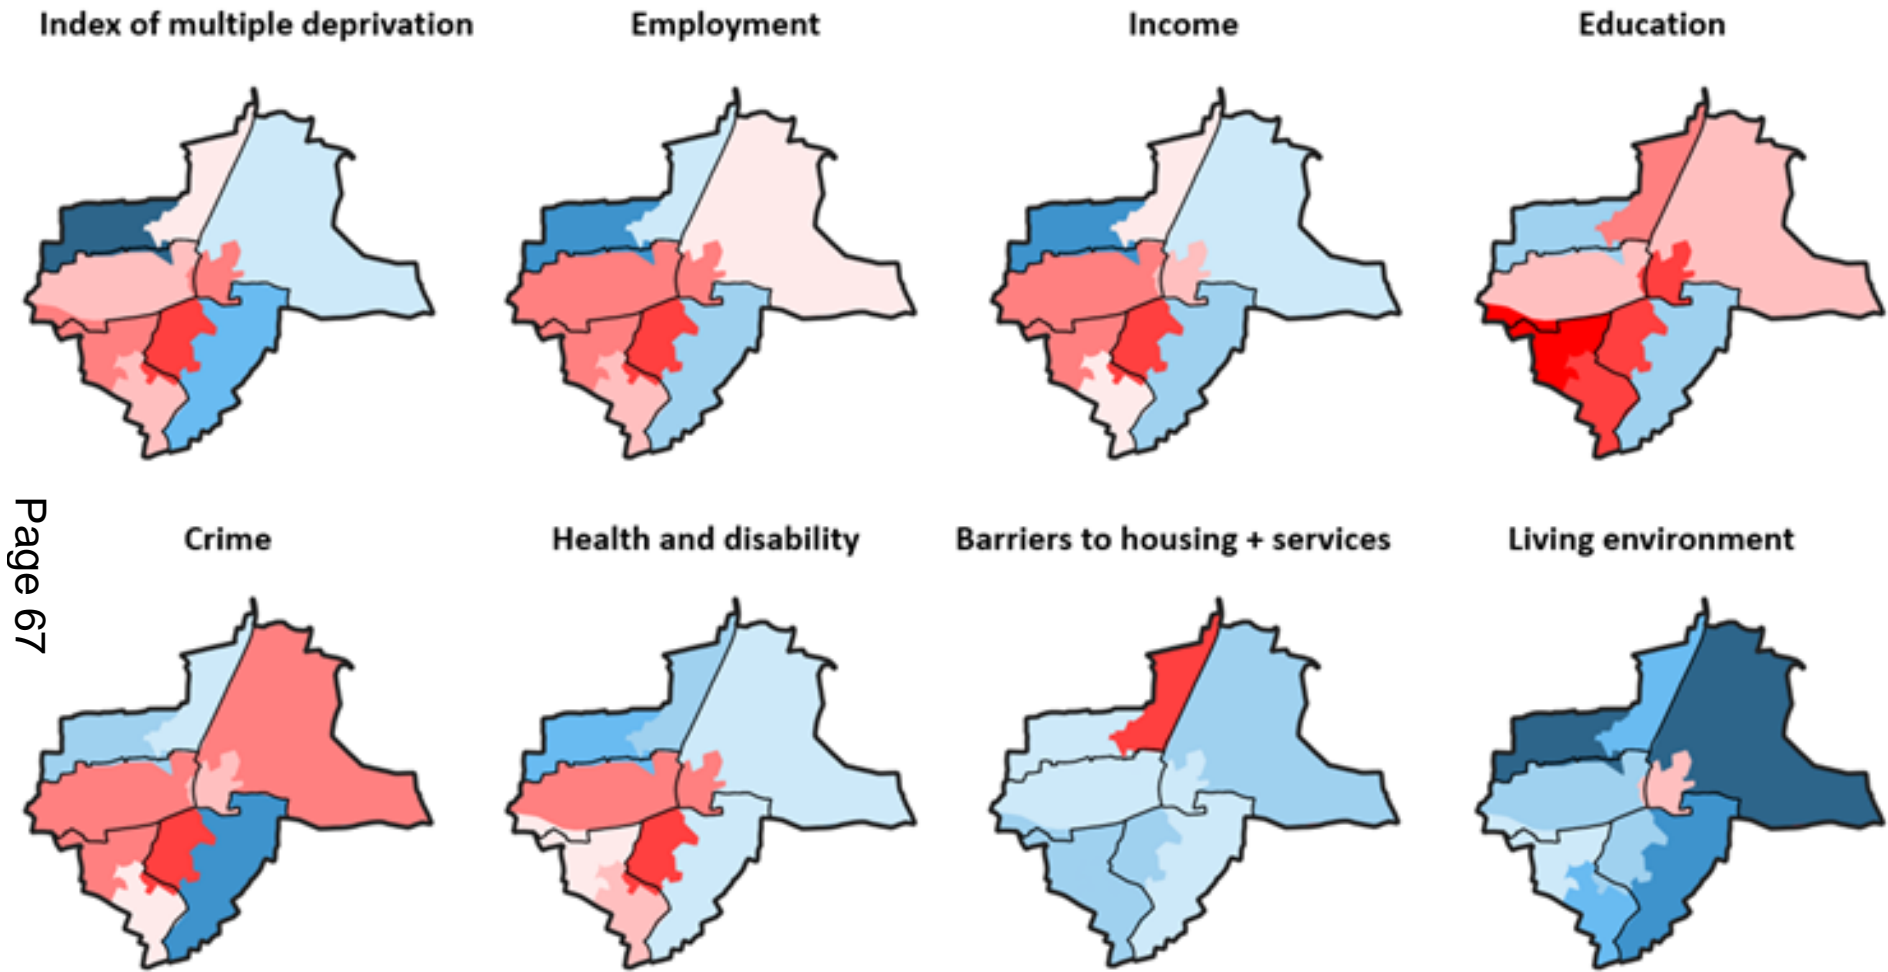 Index of multiple deprivation
Employment
Income
Education
Page 67
Crime
Health and disability
Barriers to housing + services
Living environment